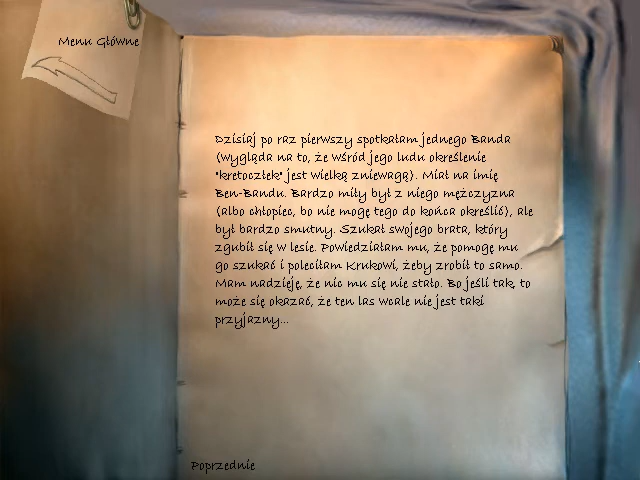 Menu Główne
Dzisiaj po raz pierwszy spotkałam jednego Banda
(wygląda na to, że wśród jego ludu określenie
"kretoczłek" jest wielką zniewagą). Miał na imię
Ben-Bandu. Bardzo miły był z niego mężczyzna
(albo chłopiec, bo nie mogę tego do końca określić), ale
był bardzo smutny. Szukał swojego brata, który
zgubił się w lesie. Powiedziałam mu, że pomogę mu
go szukać i poleciłam Krukowi, żeby zrobił to samo.
Mam nadzieję, że nic mu się nie stało. Bo jeśli tak, to
może się okazać, że ten las wcale nie jest taki
przyjazny...
Poprzednie